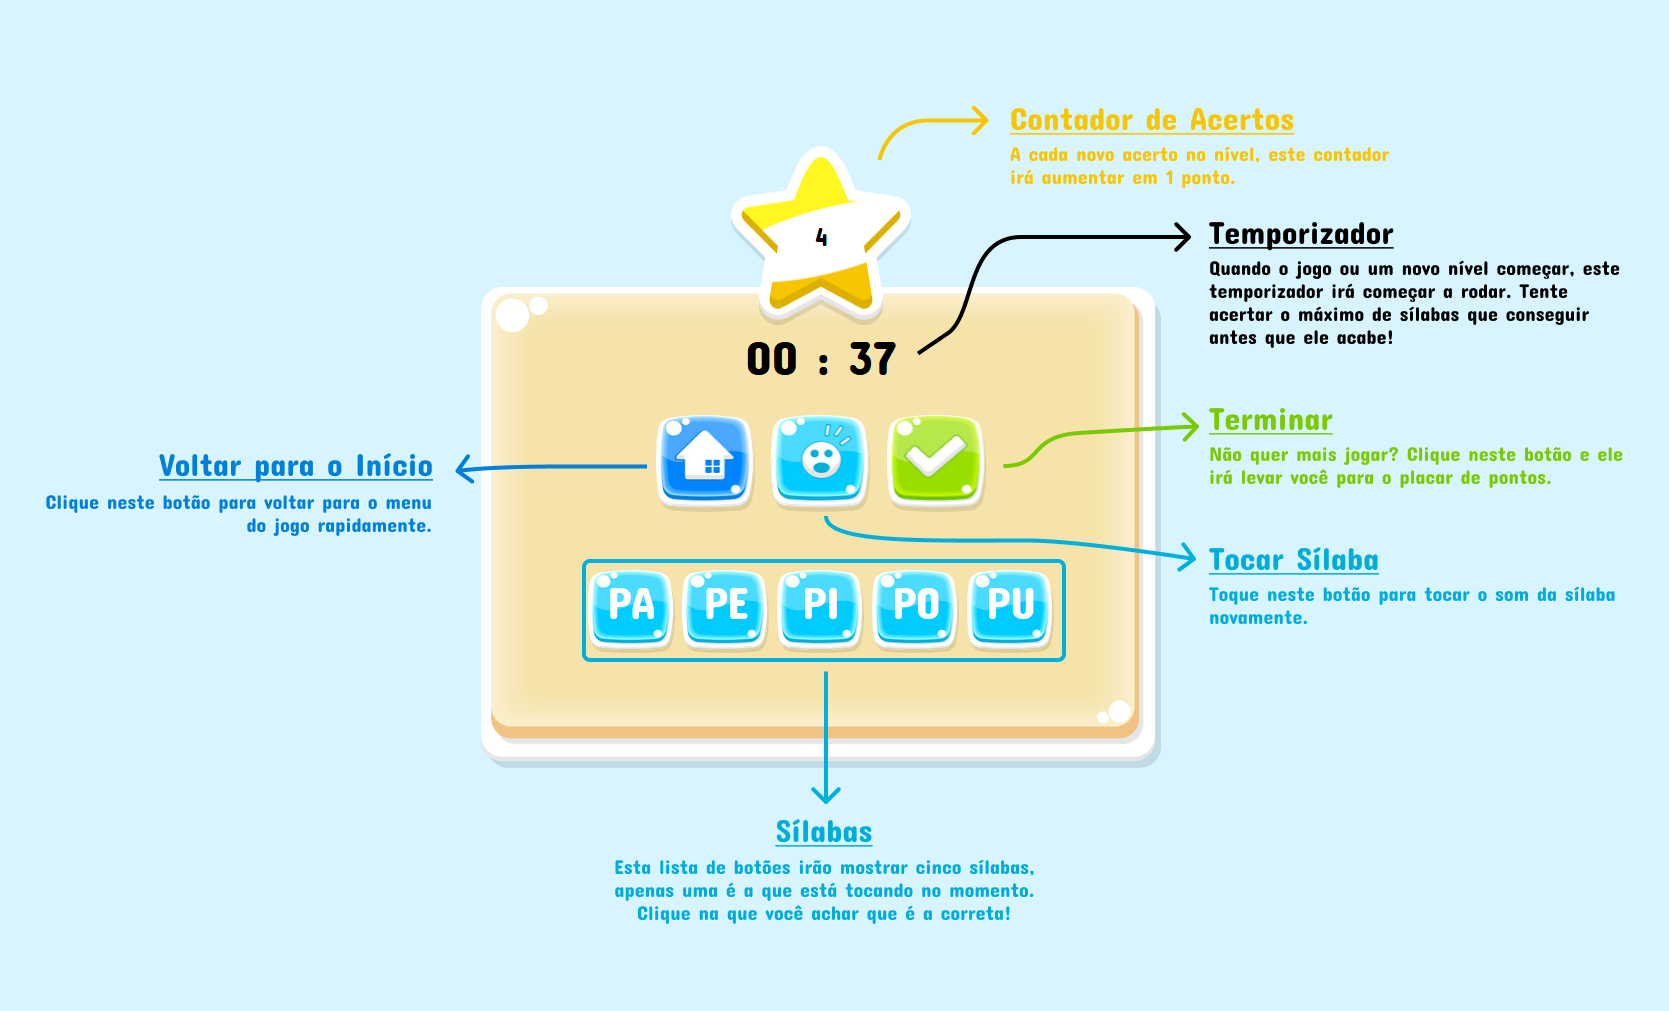 Contador de Acertos
A cada novo acerto no nível, este contador
irá aumentar em 1 ponto.
4
Temporizador
Quando o jogo ou um novo nível começar, este
temporizador irá começar a rodar. Tente
acertar o máximo de sílabas que conseguir
antes que ele acabe!
00 : 37
Terminar
Não quer mais jogar? Clique neste botão e ele
irá levar você para o placar de pontos.
Voltar para o Início
Clique neste botão para voltar para o menu
do jogo rapidamente.
Tocar Sílaba
Toque neste botão para tocar o som da sílaba
novamente.
PA PE PI PO PU
Sílabas
Esta lista de botões irão mostrar cinco sílabas,
apenas uma é a que está tocando no momento.
Clique na que você achar que é a correta!